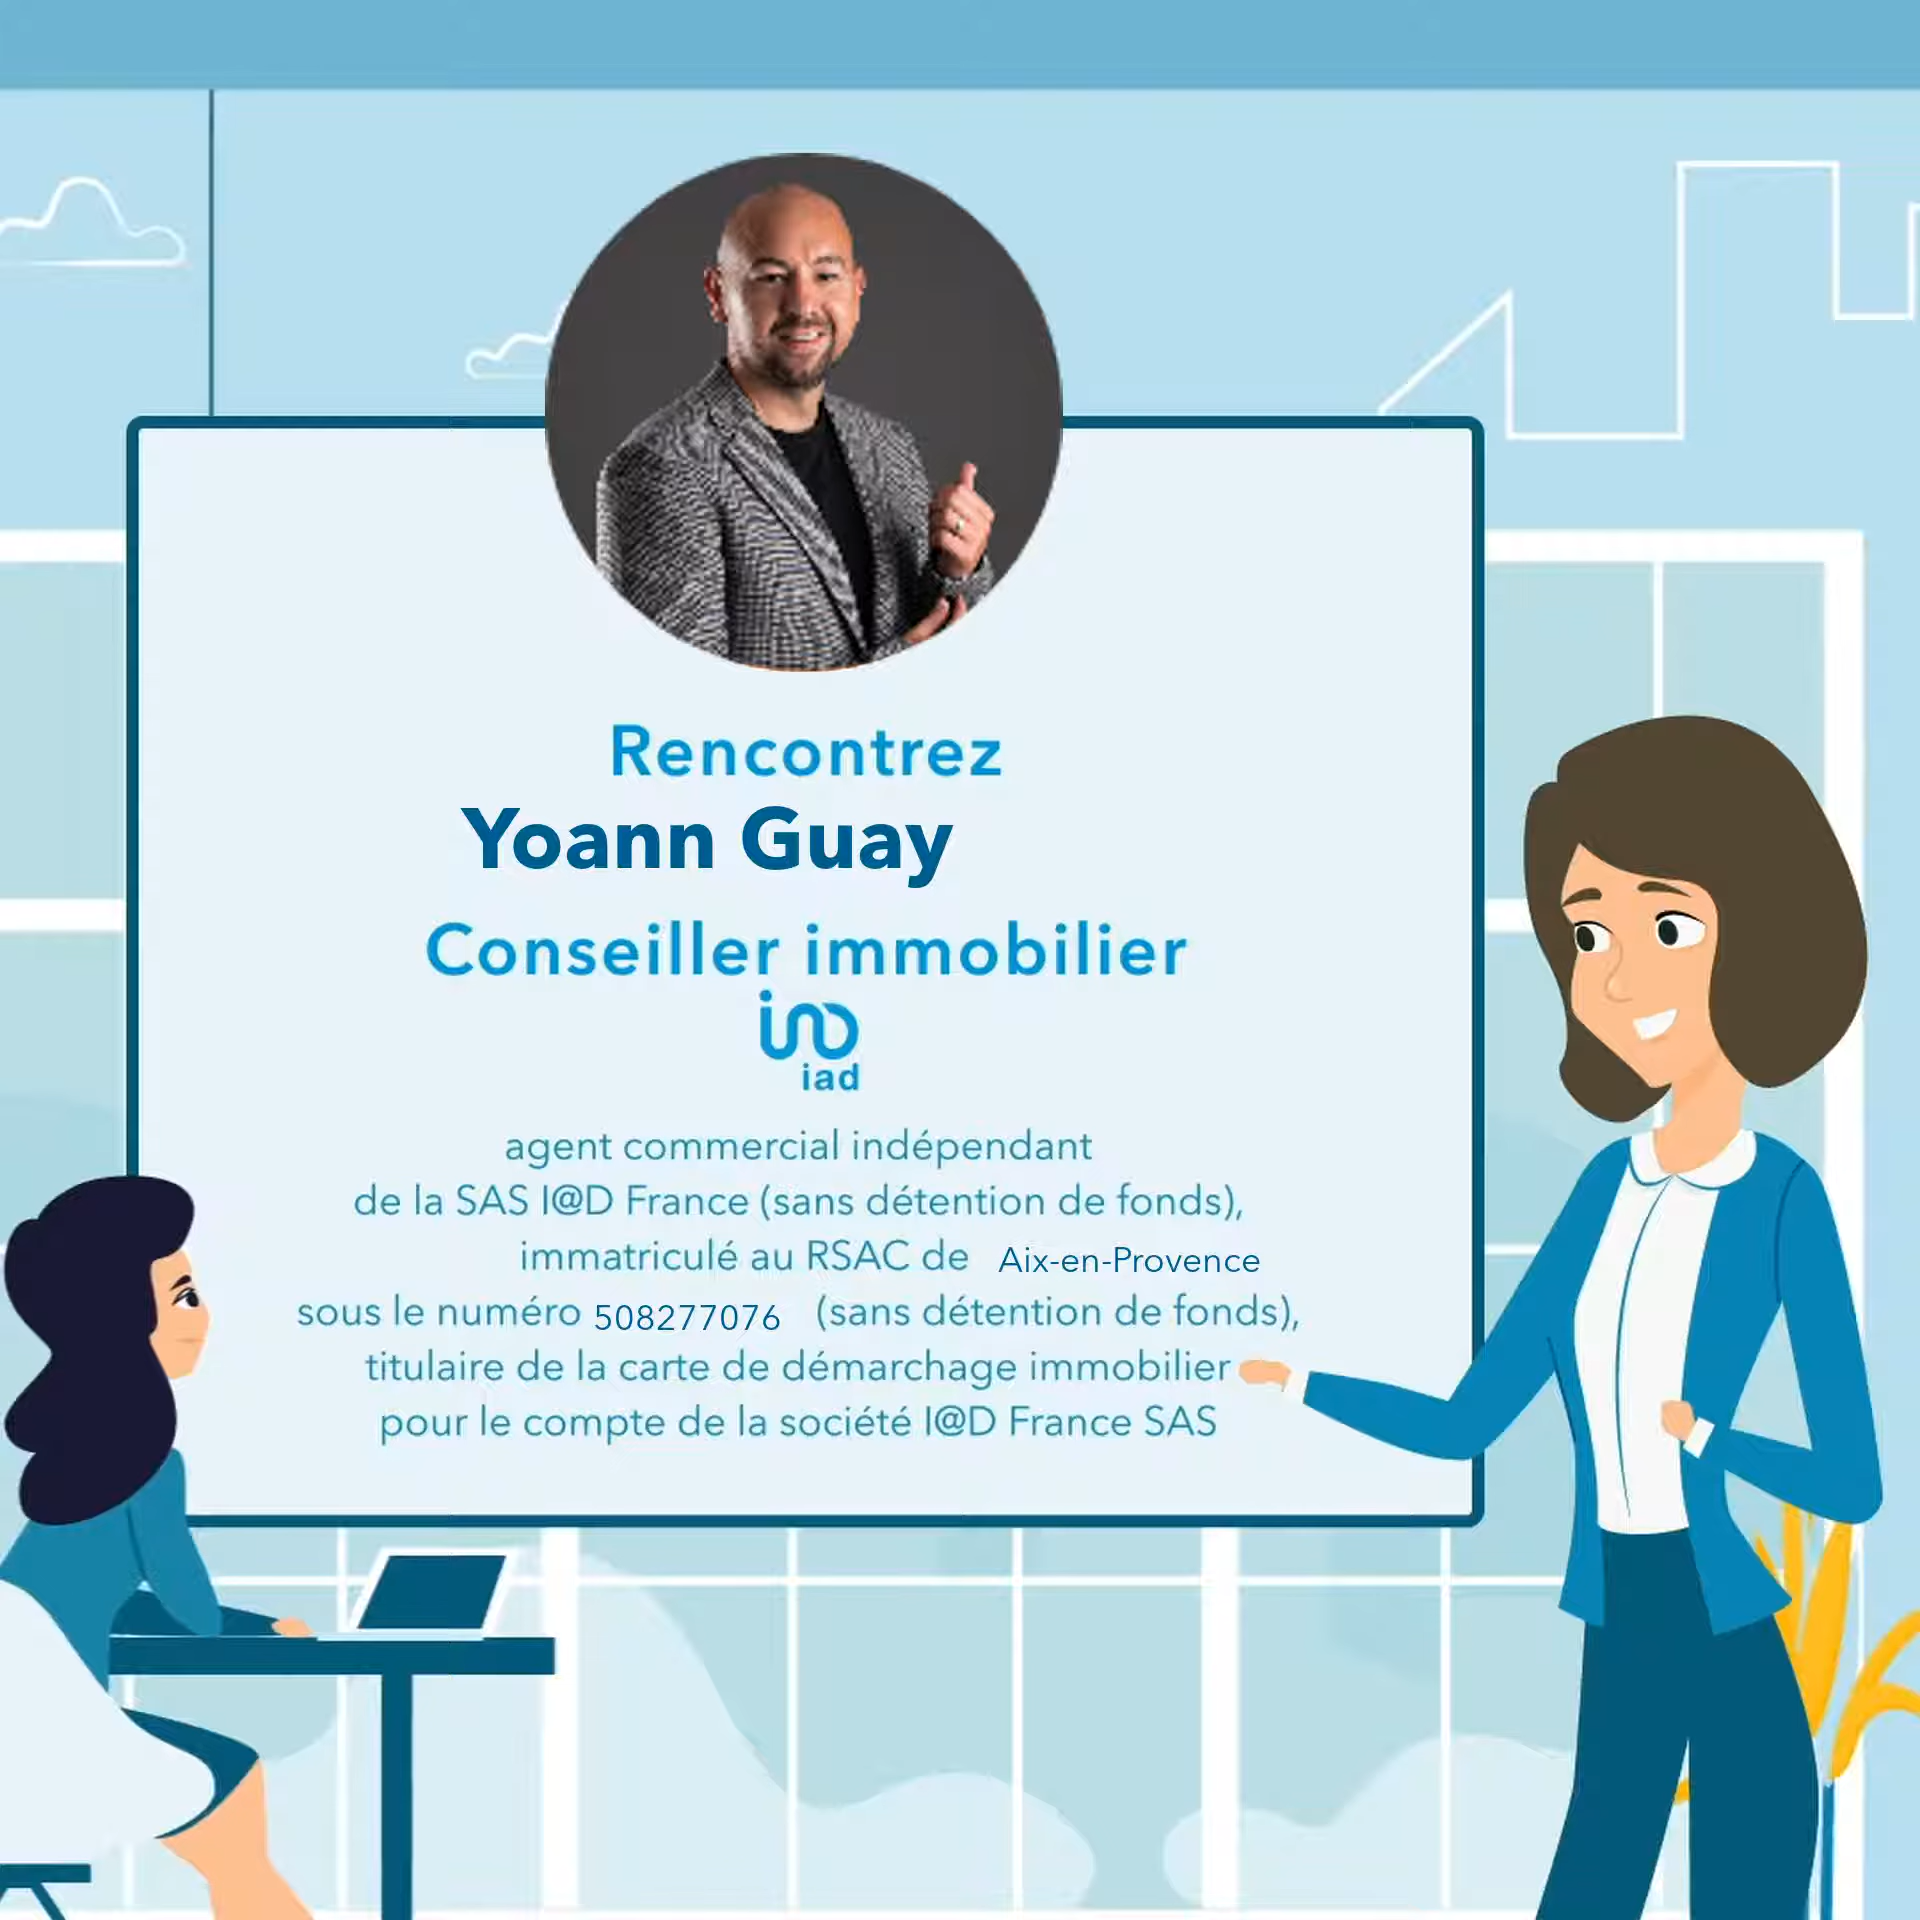 Rencontrez
Yoann Guay
Conseiller immobilier
iad
agent commercial indépendant
de la SAS I@D France (sans détention de fonds),
immatriculé au RSAC de Aix-en-Provence
sous le numéro 508277076 (sans détention de fonds),
titulaire de la carte de démarchage immobilier
pour le compte de la société I@D France SAS